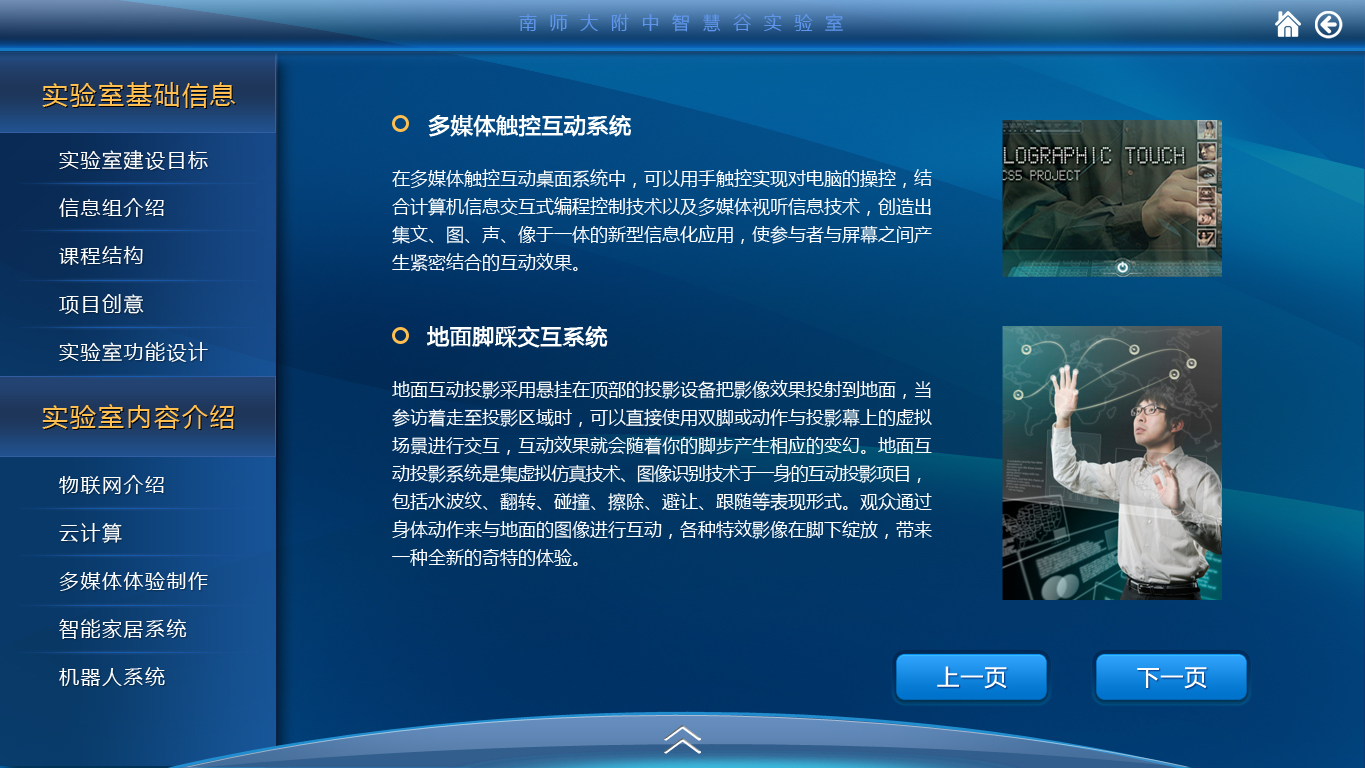 南师大附中智慧谷实验室
实验室基础信息
实验室建设目标
信息组介绍
课程结构
项目创意
实验室功能设计
实验室内容介绍
物联网介绍
云计算
多媒体体验制作
智能家居系统
机器人系统
多媒体触控互动系统
在多媒体触控互动桌面系统中，可以用手触控实现对电脑的操控，结
合计算机信息交互式编程控制技术以及多媒体视听信息技术，创造出
集文、图、声、像于一体的新型信息化应用，使参与者与屏幕之间产
生紧密结合的互动效果。
LOGRAPHIC TOUCH
CS5 PROJECT
地面脚踩交互系统
地面互动投影采用悬挂在顶部的投影设备把影像效果投射到地面，当
参访着走至投影区域时，可以直接使用双脚或动作与投影幕上的虚拟
场景进行交互，互动效果就会随着你的脚步产生相应的变幻。地面互
动投影系统是集虚拟仿真技术、图像识别技术于一身的互动投影项目，
包括水波纹、翻转、碰撞、擦除、避让、跟随等表现形式。观众通过
身体动作来与地面的图像进行互动，各种特效影像在脚下绽放，带来
一种全新的奇特的体验。
上一页
下一页